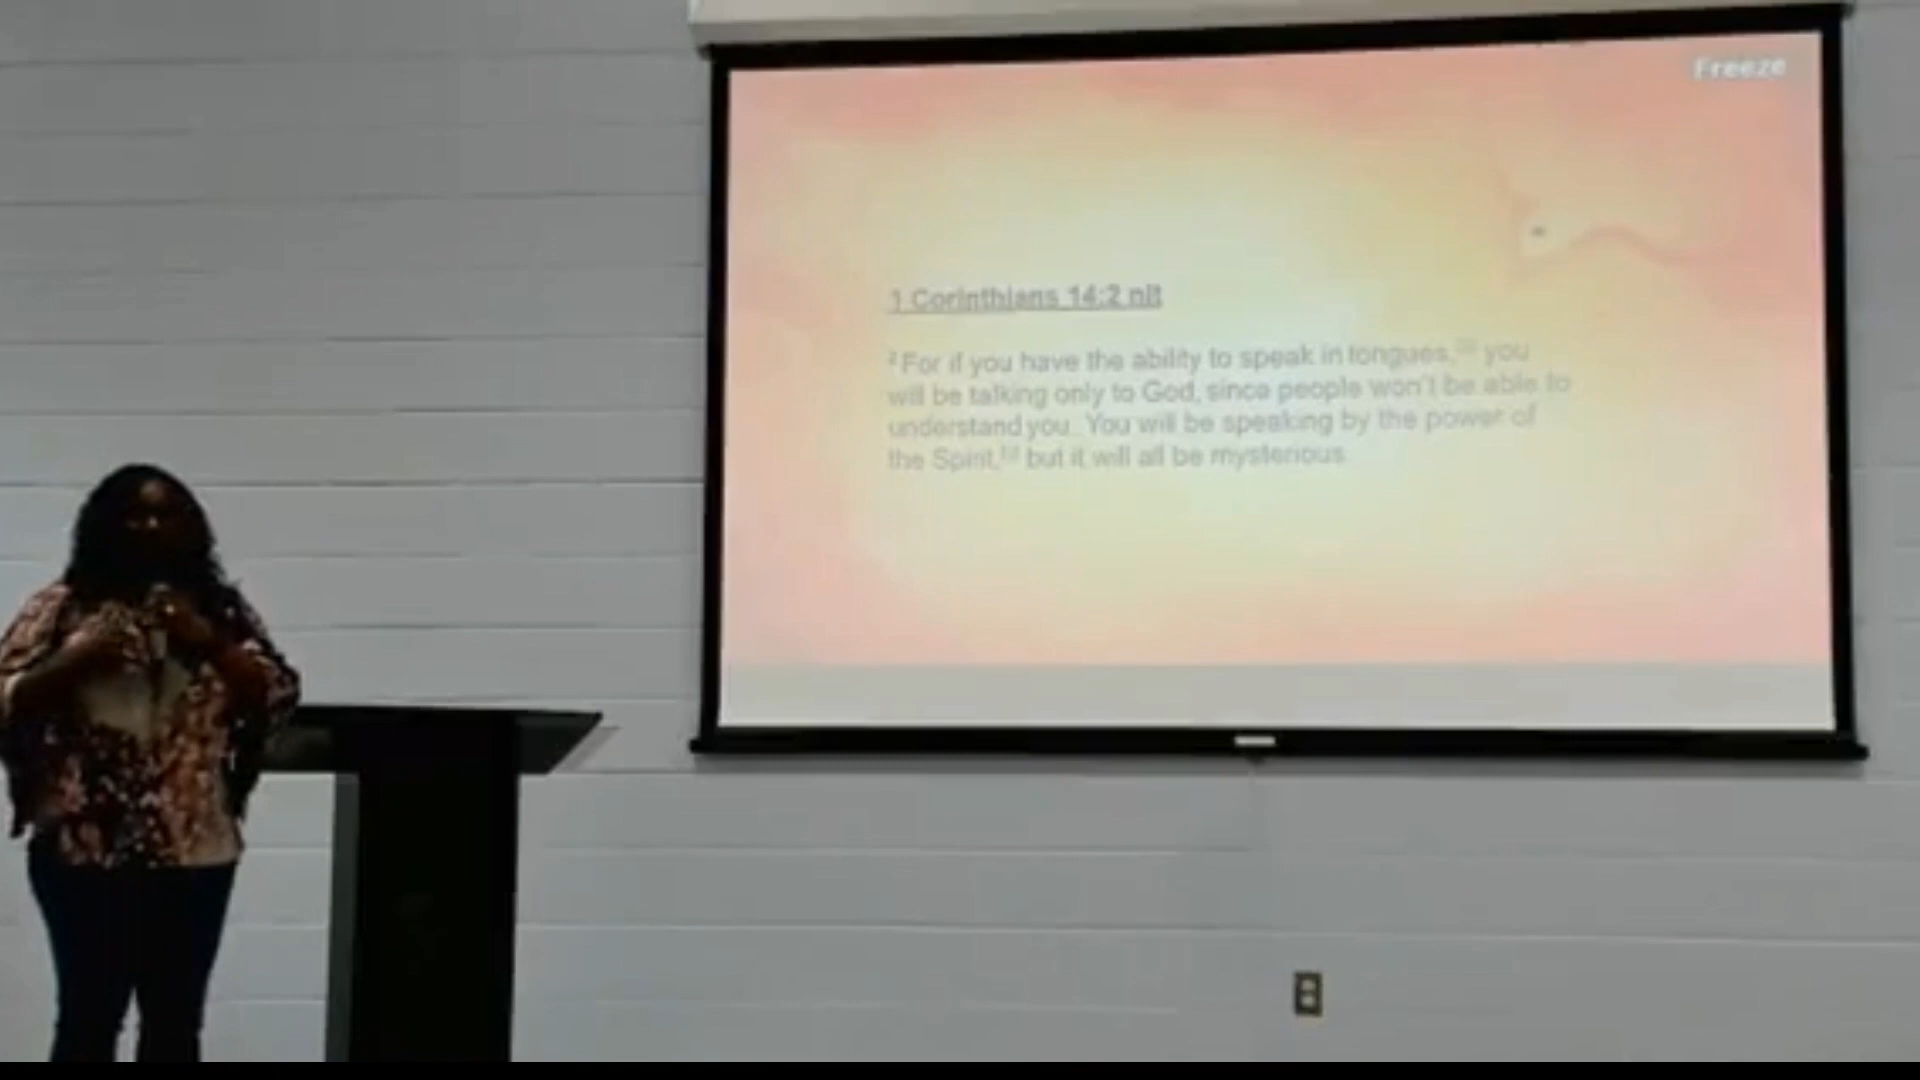 Freeze
1 Corinthians 14:2 nlt
2 For if you have the ability to speak in tongues, you
will be talking only to God, since people won't be able to
understand you. You will be speaking by the power of
the Spirit, but it will all be mysterious.